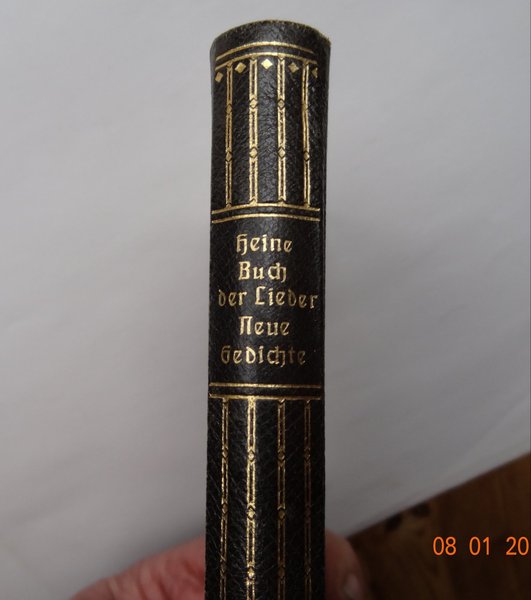 Heine
Buch
der Lieder
Neue
Gedichte
08 01 20